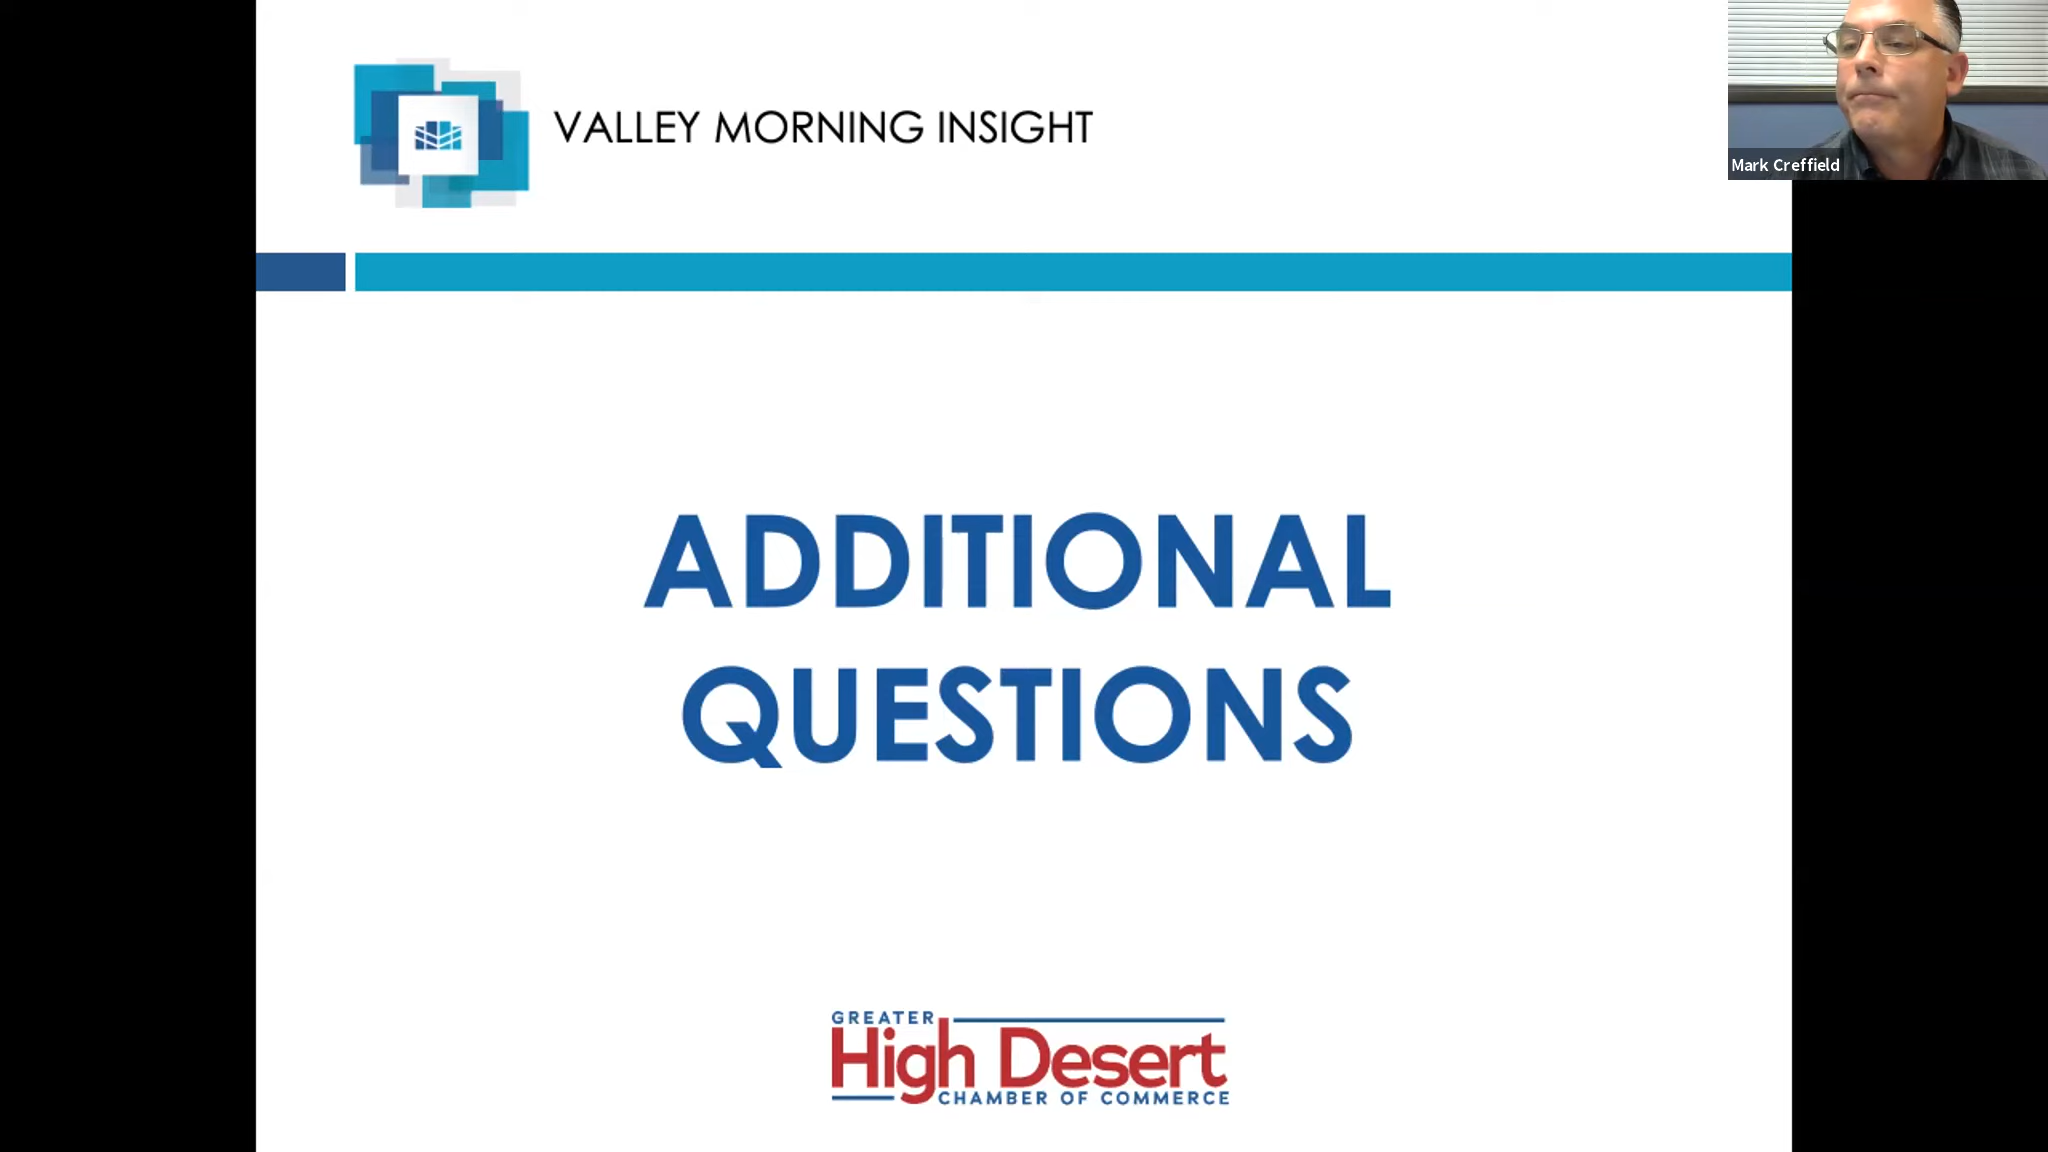 VALLEY MORNING INSIGHT
Mark Creffield
ADDITIONAL
QUESTIONS
GREATER
High Desert
CHAMBER OF COMMERCE